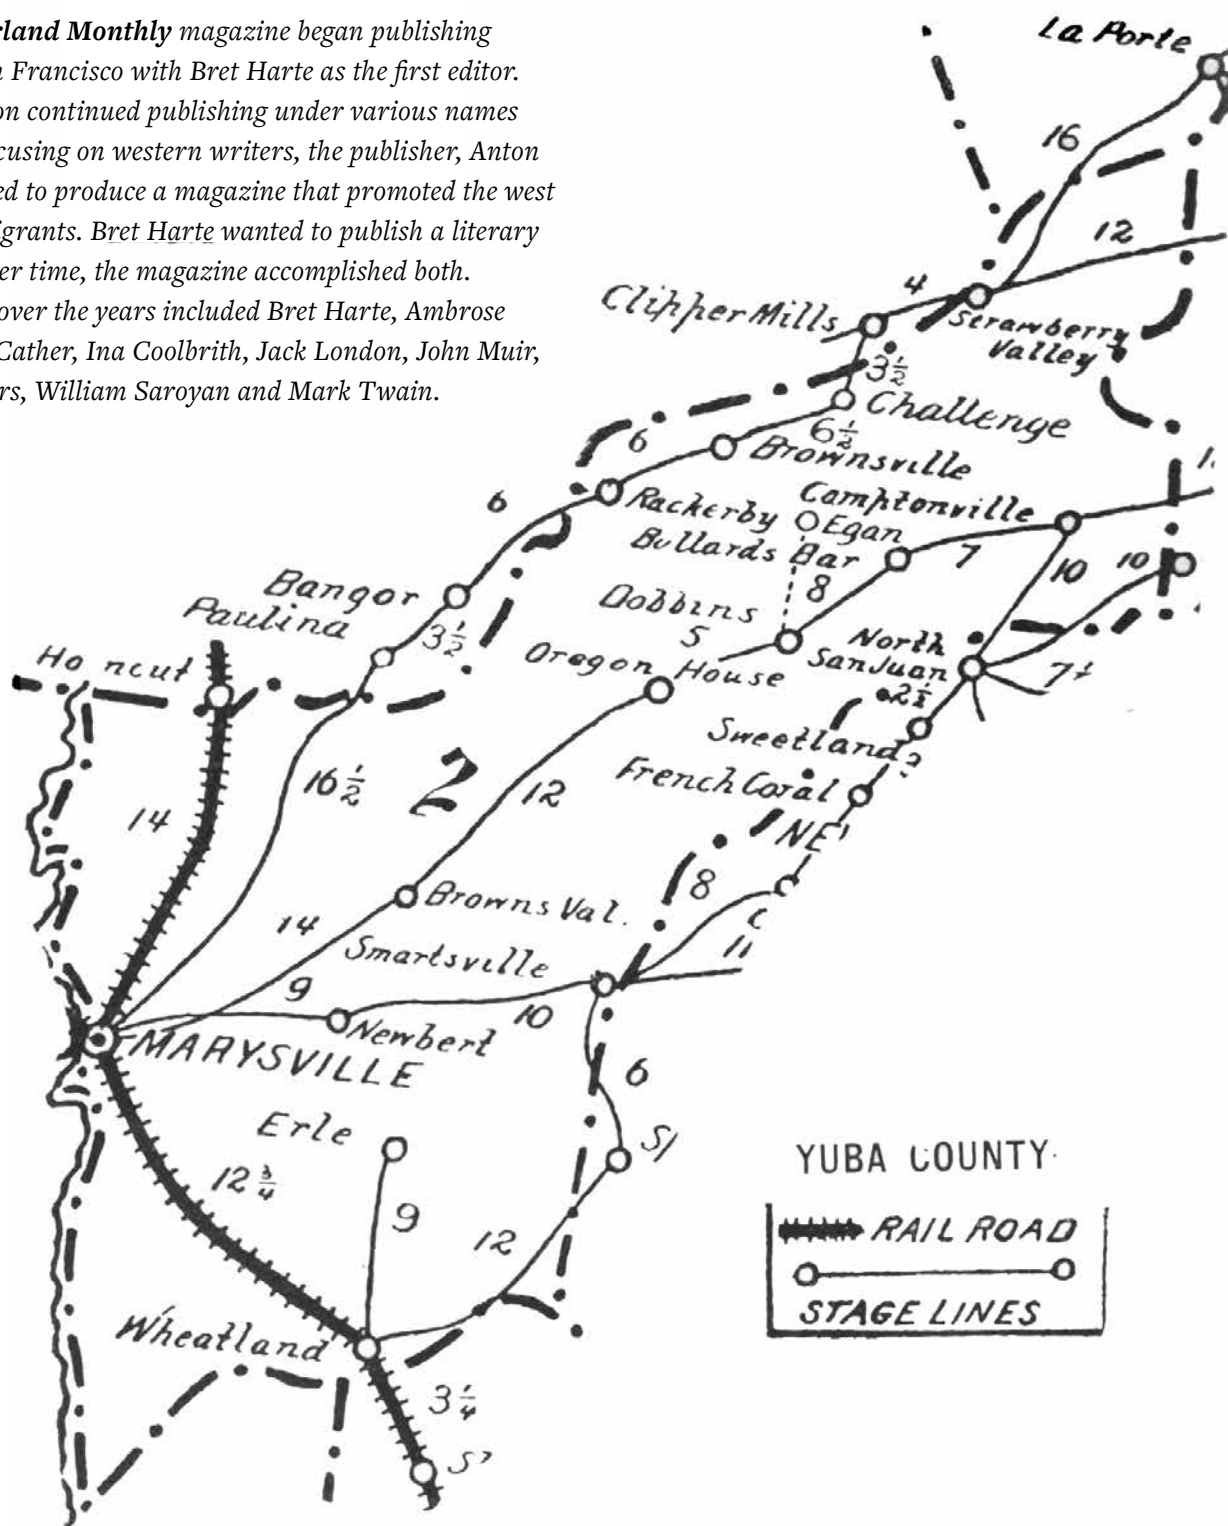 rland Monthly magazine began publishing
Francisco with Bret Harte as the first editor.
on continued publishing under various names
cusing on western writers, the publisher, Anton
ed to produce a magazine that promoted the west
igrants. Bret Harte wanted to publish a literary
er time, the magazine accomplished both.
over the years included Bret Harte, Ambrose
Cather, Ina Coolbrith, Jack London, John Muir,
rs, William Saroyan and Mark Twain.
La Porte
16
12
4
Clipper Mills
Strawberry
Valley
3½
Challenge
6½
6
Brownsville
6
Rackerby
Camptonville
Egan
Bullards Bar
7
10
10
Bangor
Paulina
3½
8
Dobbins
5
Oregon House
North
San Juan
7½
Honcut
2½
Sweetland
2
16½
2
12
French Coral
14
NE
8
Browns Val.
14
11
Smartsville
9
10
Newbert
MARYSVILLE
6
Erle
12¾
9
12
Wheatland
3¼
YUBA COUNTY
RAIL ROAD
STAGE LINES